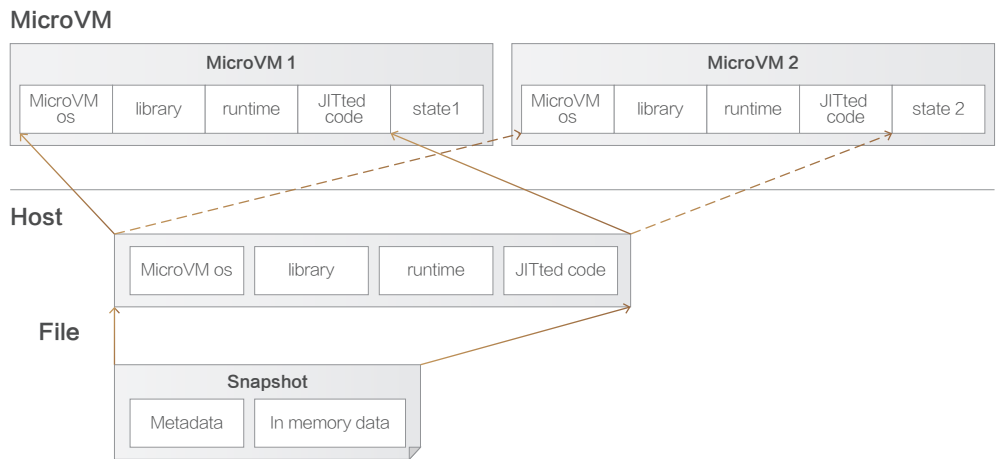 MicroVM
MicroVM 1
MicroVM os
library
runtime
JITted code
state1
MicroVM 2
MicroVM os
library
runtime
JITted code
state 2
Host
MicroVM os
library
runtime
JITted code
File
Snapshot
Metadata
In memory data